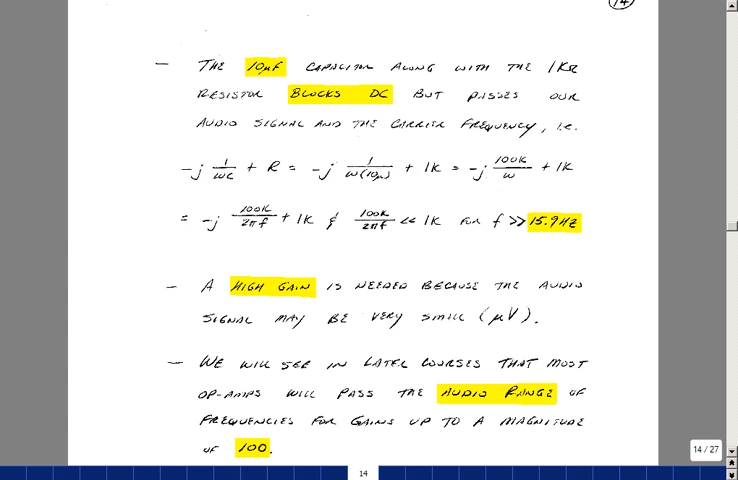 14
— THE 10µF CAPACITOR ALONG WITH THE 1KΩ
RESISTOR BLOCKS DC BUT PASSES OUR
AUDIO SIGNAL AND THE CARRIER FREQUENCY, i.e.
-j 1/ωC + R = -j 1/ω(10µ) + 1K = -j 100K/ω + 1K
= -j 100K/2πf + 1K & 100K/2πf << 1K FOR f >> 15.9HZ
— A HIGH GAIN IS NEEDED BECAUSE THE AUDIO
SIGNAL MAY BE VERY SMALL (µV).
— WE WILL SEE IN LATER COURSES THAT MOST
OP-AMPS WILL PASS THE AUDIO RANGE OF
FREQUENCIES FOR GAINS UP TO A MAGNITUDE
OF 100.
14 / 27
14